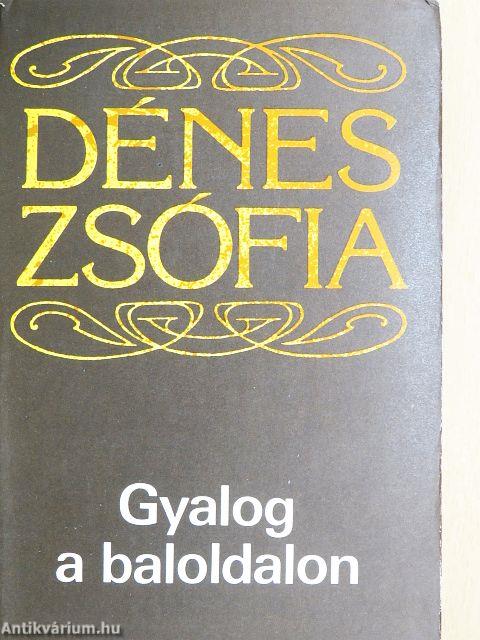 DÉNES
ZSÓFIA
Gyalog
a baloldalon
Antikvárium.hu